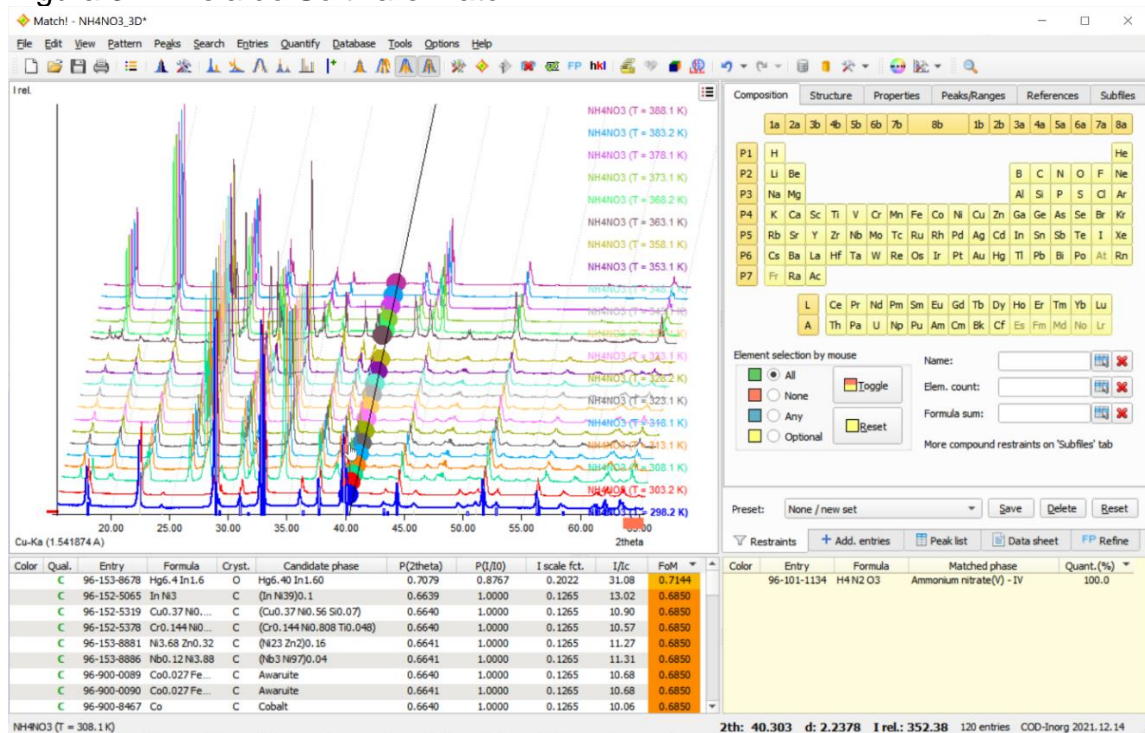 Match! - NH4NO3_3D*
File Edit View Pattern Peaks Search Entries Quantify Database Tools Options Help
FP hkl
I rel.
NH4NO3 (T = 388.1 K)
NH4NO3 (T = 383.2 K)
NH4NO3 (T = 378.1 K)
NH4NO3 (T = 373.1 K)
NH4NO3 (T = 368.2 K)
NH4NO3 (T = 363.1 K)
NH4NO3 (T = 358.1 K)
NH4NO3 (T = 353.1 K)
NH4NO3 (T = 328.2 K)
NH4NO3 (T = 323.1 K)
NH4NO3 (T = 318.1 K)
NH4NO3 (T = 313.1 K)
NH4NO3 (T = 308.1 K)
NH4NO3 (T = 303.2 K)
NH4NO3 (T = 298.2 K)
20.00 25.00 30.00 35.00 40.00 45.00 50.00 55.00 60.00
Cu-Ka (1.541874 A) 2theta
Composition Structure Properties Peaks/Ranges References Subfiles
1a 2a 3b 4b 5b 6b 7b 8b 1b 2b 3a 4a 5a 6a 7a 8a
P1 H He
P2 Li Be B C N O F Ne
P3 Na Mg Al Si P S Cl Ar
P4 K Ca Sc Ti V Cr Mn Fe Co Ni Cu Zn Ga Ge As Se Br Kr
P5 Rb Sr Y Zr Nb Mo Tc Ru Rh Pd Ag Cd In Sn Sb Te I Xe
P6 Cs Ba La Hf Ta W Re Os Ir Pt Au Hg Tl Pb Bi Po At Rn
P7 Fr Ra Ac
L Ce Pr Nd Pm Sm Eu Gd Tb Dy Ho Er Tm Yb Lu
A Th Pa U Np Pu Am Cm Bk Cf Es Fm Md No Lr
Element selection by mouse
All
None
Any
Optional
Toggle
Reset
Name:
Elem. count:
Formula sum:
More compound restraints on 'Subfiles' tab
Preset: None / new set Save Delete Reset
Restraints Add. entries Peak list Data sheet FP Refine
Color Qual. Entry Formula Cryst. Candidate phase P(2theta) P(I/I0) I scale fct. I/Ic FoM
C 96-153-8678 Hg6.4 In1.6 O Hg6.40 In1.60 0.7079 0.8767 0.2022 31.08 0.7144
C 96-152-5065 In Ni3 C (In Ni39)0.1 0.6639 1.0000 0.1265 13.02 0.6850
C 96-152-5319 Cu0.37 Ni0.... C (Cu0.37 Ni0.56 Si0.07) 0.6640 1.0000 0.1265 10.90 0.6850
C 96-152-5378 Cr0.144 Ni0... C (Cr0.144 Ni0.808 Ti0.048) 0.6640 1.0000 0.1265 10.57 0.6850
C 96-153-8881 Ni3.68 Zn0.32 C (Ni23 Zn2)0.16 0.6641 1.0000 0.1265 11.27 0.6850
C 96-153-8886 Nb0.12 Ni3.88 C (Nb3 Ni97)0.04 0.6641 1.0000 0.1265 11.31 0.6850
C 96-900-0089 Co0.027 Fe... C Awaruite 0.6640 1.0000 0.1265 10.68 0.6850
C 96-900-0090 Co0.027 Fe... C Awaruite 0.6641 1.0000 0.1265 10.68 0.6850
C 96-900-8467 Co C Cobalt 0.6640 1.0000 0.1265 10.06 0.6850
Color Entry Formula Matched phase Quant.(%)
96-101-1134 H4 N2 O3 Ammonium nitrate(V) - IV 100.0
NH4NO3 (T = 308.1 K)
2th: 40.303 d: 2.2378 I rel.: 352.38 120 entries COD-Inorg 2021.12.14